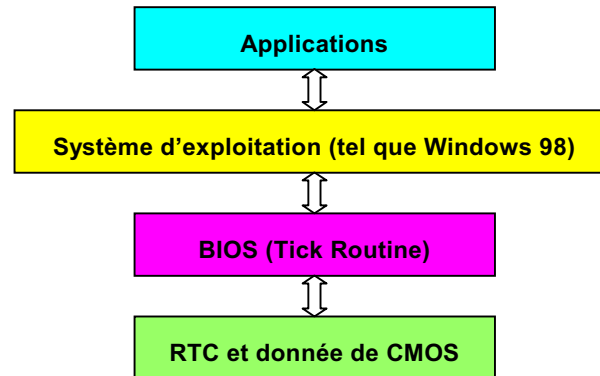 Applications
Système d'exploitation (tel que Windows 98)
BIOS (Tick Routine)
RTC et donnée de CMOS